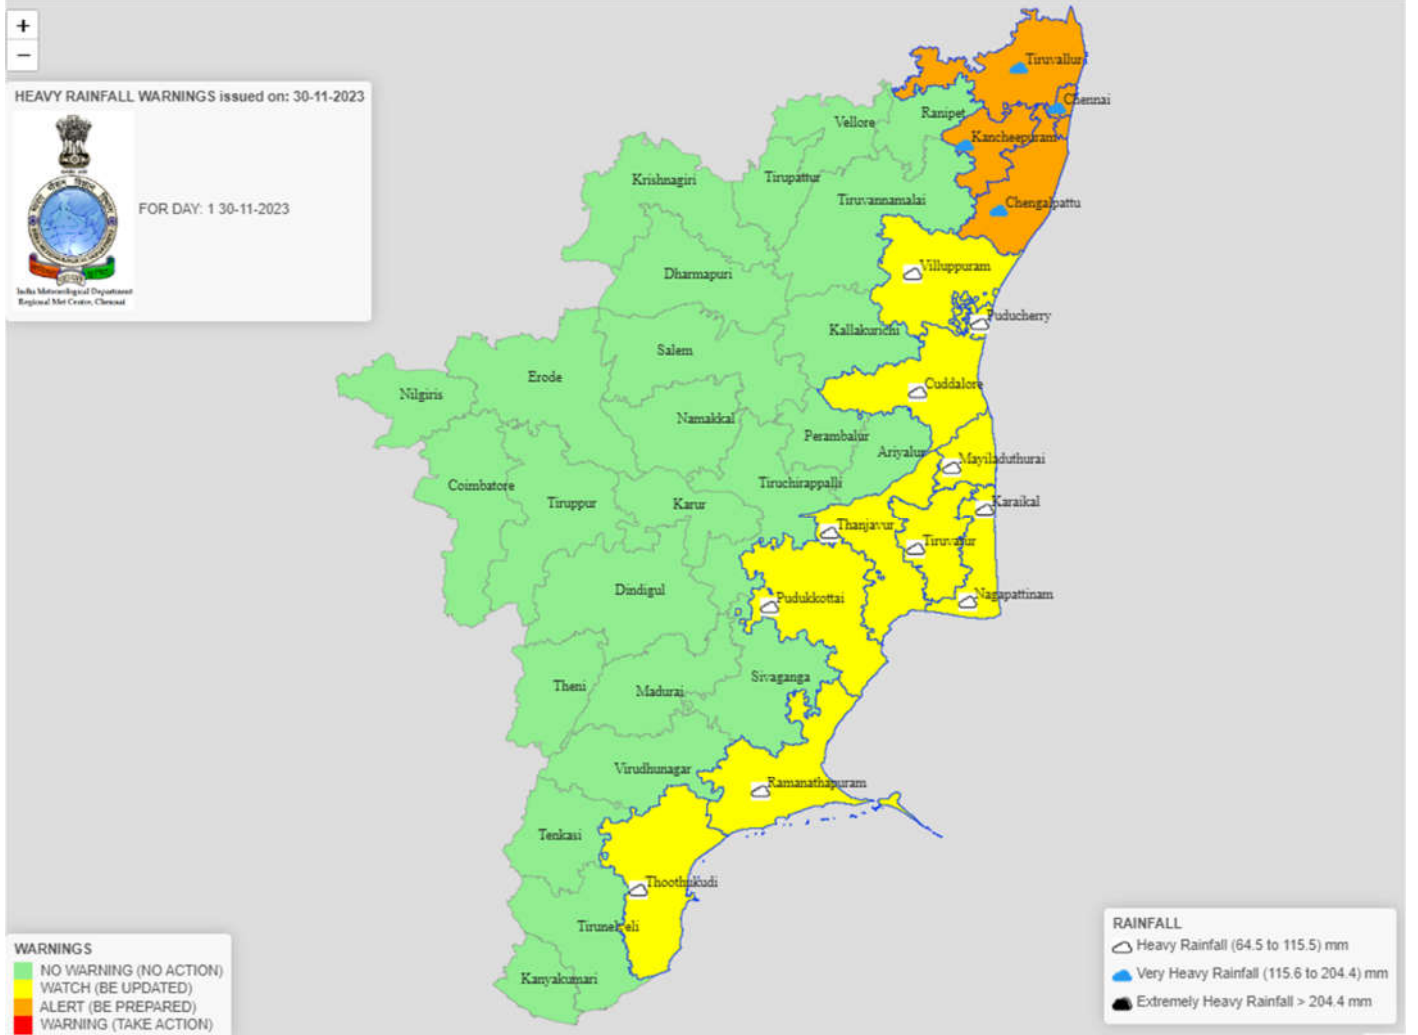 +
−
HEAVY RAINFALL WARNINGS issued on: 30-11-2023
India Meteorological Department
Regional Met Centre, Chennai
FOR DAY: 1 30-11-2023
Tiruvallur
Chennai
Ranipet
Vellore
Kancheepuram
Tirupattur
Krishnagiri
Tiruvannamalai
Chengalpattu
Villuppuram
Dharmapuri
Puducherry
Kallakurichi
Salem
Erode
Cuddalore
Nilgiris
Namakkal
Perambalur
Ariyalur
Mayiladuthurai
Coimbatore
Tiruchirappalli
Tiruppur
Karur
Karaikal
Thanjavur
Tiruvarur
Dindigul
Pudukkottai
Nagapattinam
Sivaganga
Theni
Madurai
Virudhunagar
Ramanathapuram
Tenkasi
Thoothukudi
Tirunelveli
Kanyakumari
WARNINGS
NO WARNING (NO ACTION)
WATCH (BE UPDATED)
ALERT (BE PREPARED)
WARNING (TAKE ACTION)
RAINFALL
Heavy Rainfall (64.5 to 115.5) mm
Very Heavy Rainfall (115.6 to 204.4) mm
Extremely Heavy Rainfall > 204.4 mm